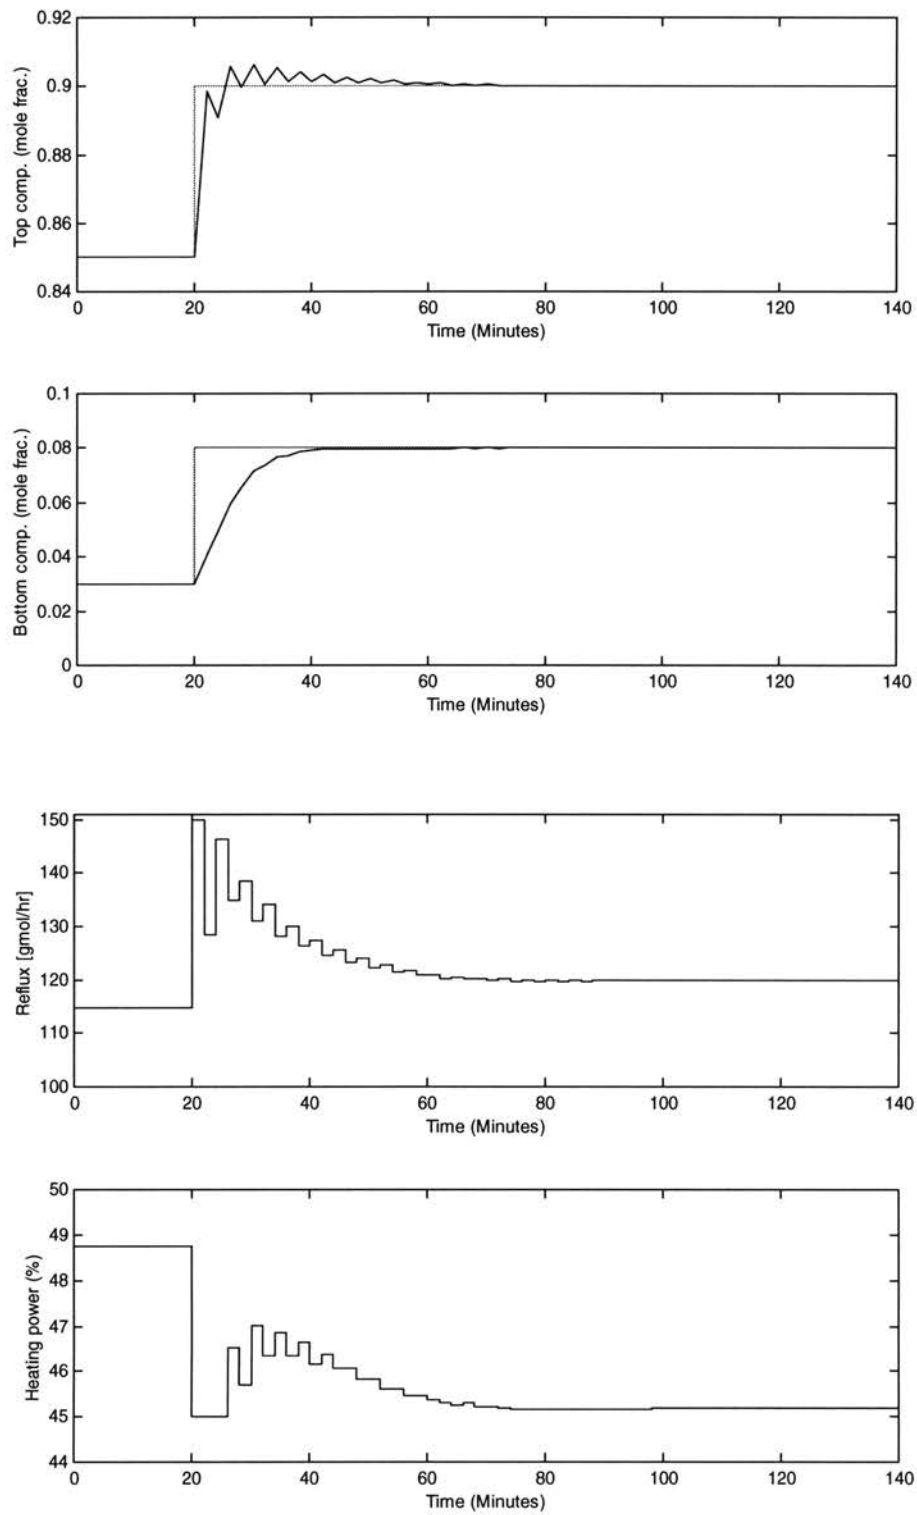 0.92
0.9
0.88
0.86
0.84
Top comp. (mole frac.)
0 20 40 60 80 100 120 140
Time (Minutes)
0.1
0.08
0.06
0.04
0.02
0
Bottom comp. (mole frac.)
0 20 40 60 80 100 120 140
Time (Minutes)
150
140
130
120
110
100
Reflux [gmol/hr]
0 20 40 60 80 100 120 140
Time (Minutes)
50
49
48
47
46
45
44
Heating power (%)
0 20 40 60 80 100 120 140
Time (Minutes)